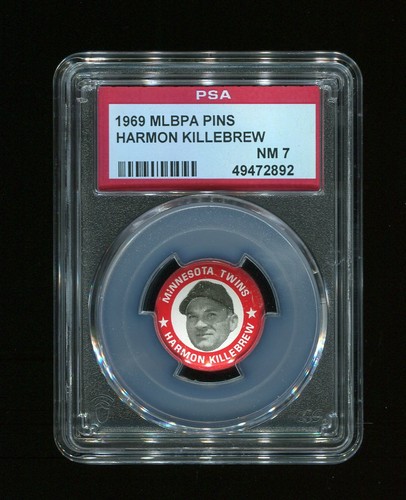 PSA
1969 MLBPA PINS
HARMON KILLEBREW
NM 7
49472892
MINNESOTA TWINS
★ HARMON KILLEBREW ★